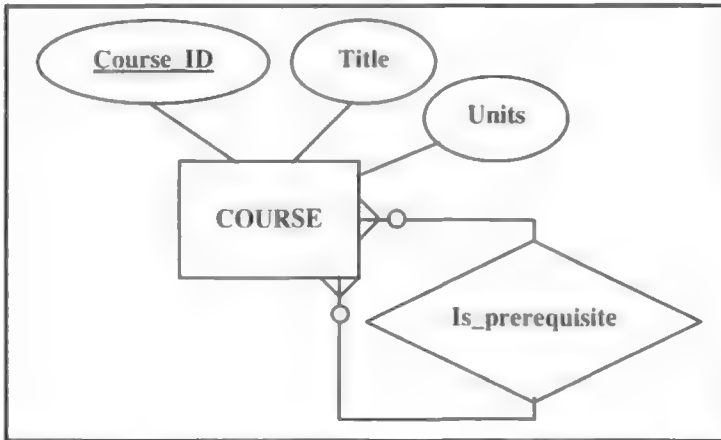 Course_ID
Title
Units
COURSE
Is_prerequisite